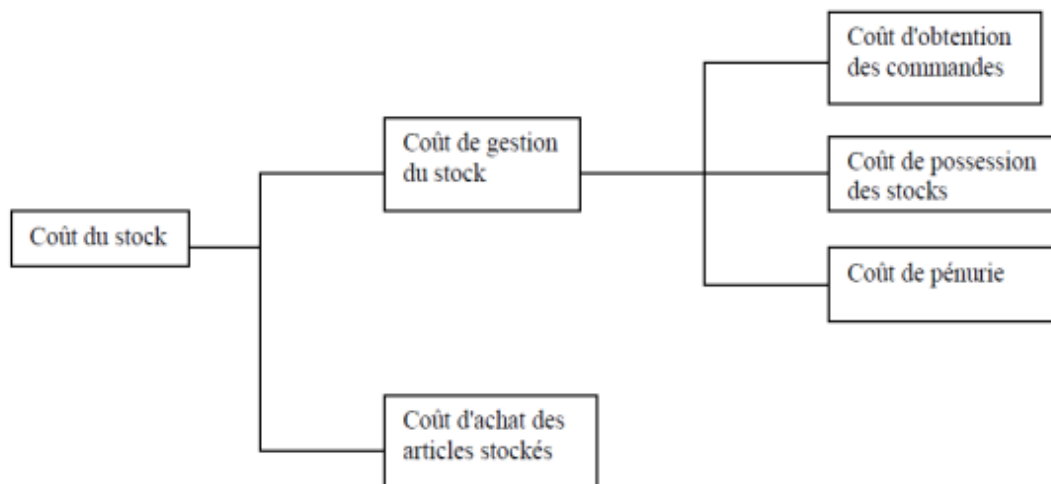 Coût d'obtention
des commandes
Coût de gestion
du stock
Coût de possession
des stocks
Coût du stock
Coût de pénurie
Coût d'achat des
articles stockés